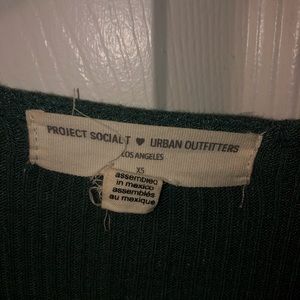 PROJECT SOCIAL T ♥ URBAN OUTFITTERS
LOS ANGELES
XS
assembled
in mexico
assemblés
au mexique